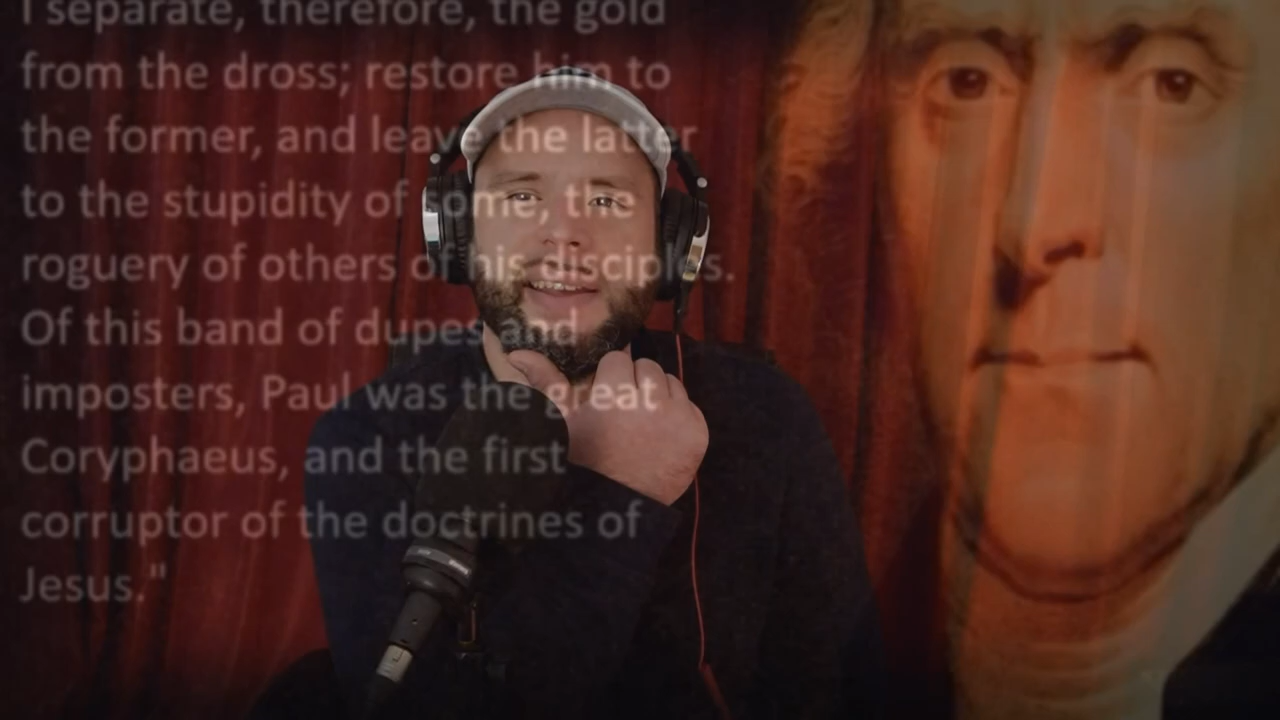 I separate, therefore, the gold
from the dross; restore him to
the former, and leave the latter
to the stupidity of some, the
roguery of others of his disciples.
Of this band of dupes and
imposters, Paul was the great
Coryphaeus, and the first
corruptor of the doctrines of
Jesus."